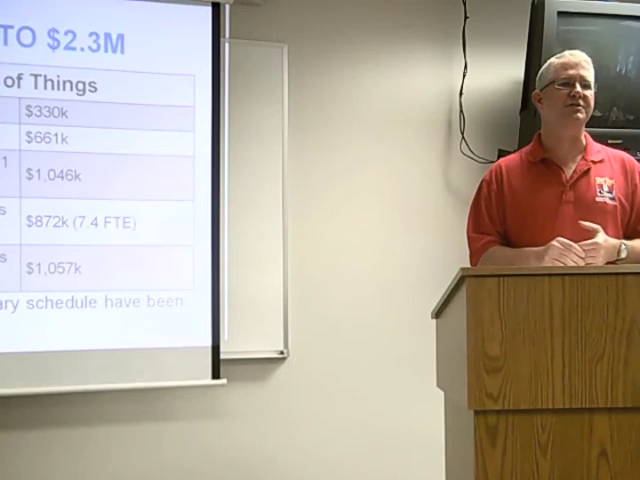 TO $2.3M
of Things
$330k
$661k
1
$1,046k
s
$872k (7.4 FTE)
s
$1,057k
ary schedule have been